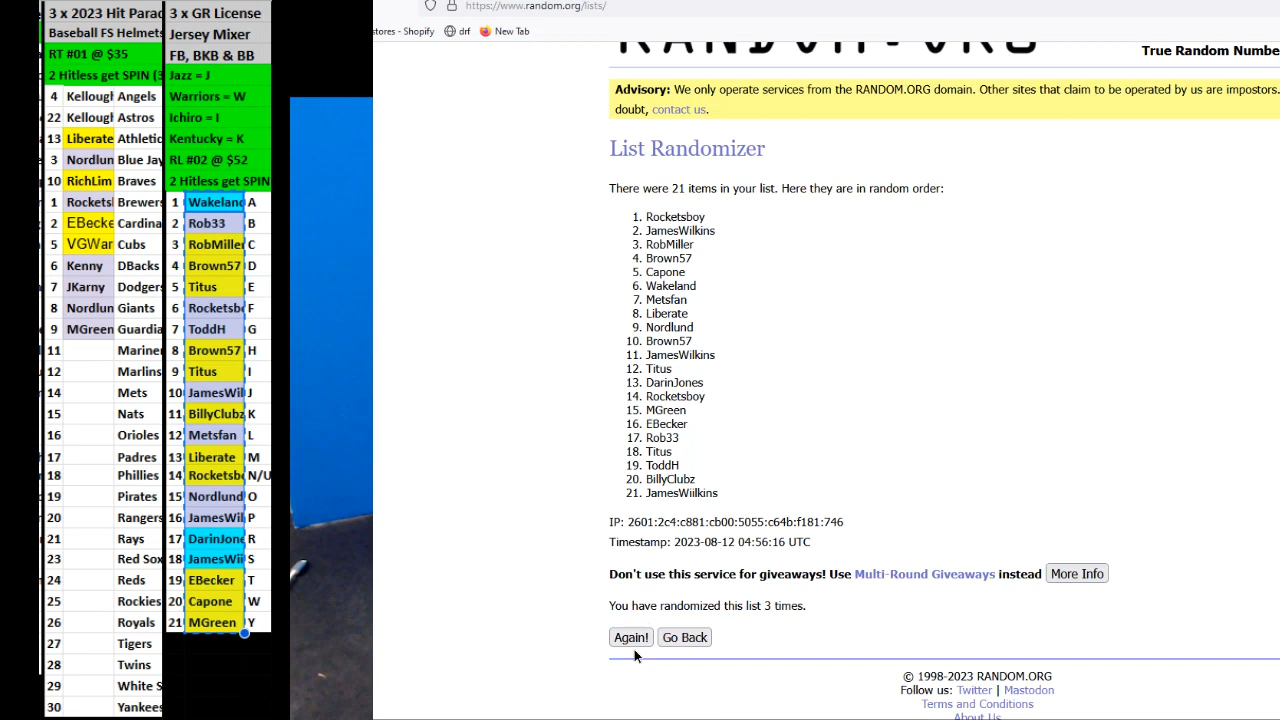 3 x 2023 Hit Parad
Baseball FS Helmets
RT #01 @ $35
2 Hitless get SPIN (3
4 Kellough Angels
22 Kellough Astros
13 Liberate Athletic
3 Nordlun Blue Jay
10 RichLim Braves
1 Rockets Brewers
2 EBecke Cardina
5 VGWar Cubs
6 Kenny DBacks
7 JKarny Dodgers
8 Nordlun Giants
9 MGreen Guardia
11 Mariner
12 Marlins
14 Mets
15 Nats
16 Orioles
17 Padres
18 Phillies
19 Pirates
20 Rangers
21 Rays
23 Red Sox
24 Reds
25 Rockies
26 Royals
27 Tigers
28 Twins
29 White S
30 Yankees
3 x GR License
Jersey Mixer
FB, BKB & BB
Jazz = J
Warriors = W
Ichiro = I
Kentucky = K
RL #02 @ $52
2 Hitless get SPIN
1 Wakeland A
2 Rob33 B
3 RobMiller C
4 Brown57 D
5 Titus E
6 Rocketsbo F
7 ToddH G
8 Brown57 H
9 Titus I
10 JamesWil J
11 BillyClubz K
12 Metsfan L
13 Liberate M
14 Rocketsbo N/U
15 Nordlund O
16 JamesWil P
17 DarinJone R
18 JamesWii S
19 EBecker T
20 Capone W
21 MGreen Y
https://www.random.org/lists/
stores - Shopify drf New Tab
RANDOM.ORG
True Random Numbe
Advisory: We only operate services from the RANDOM.ORG domain. Other sites that claim to be operated by us are impostors.
doubt, contact us.
List Randomizer
There were 21 items in your list. Here they are in random order:
1. Rocketsboy
2. JamesWilkins
3. RobMiller
4. Brown57
5. Capone
6. Wakeland
7. Metsfan
8. Liberate
9. Nordlund
10. Brown57
11. JamesWilkins
12. Titus
13. DarinJones
14. Rocketsboy
15. MGreen
16. EBecker
17. Rob33
18. Titus
19. ToddH
20. BillyClubz
21. JamesWiilkins
IP: 2601:2c4:c881:cb00:5055:c64b:f181:746
Timestamp: 2023-08-12 04:56:16 UTC
Don't use this service for giveaways! Use Multi-Round Giveaways instead More Info
You have randomized this list 3 times.
Again! Go Back
© 1998-2023 RANDOM.ORG
Follow us: Twitter | Mastodon
Terms and Conditions
About Us